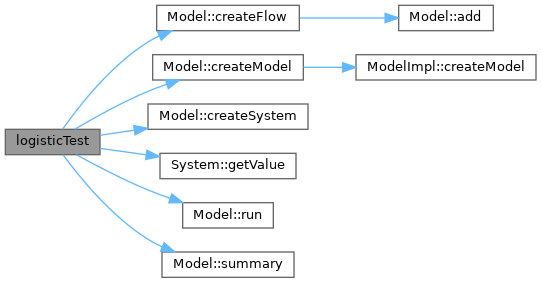 logisticTest
Model::createFlow
Model::add
Model::createModel
ModelImpl::createModel
Model::createSystem
System::getValue
Model::run
Model::summary